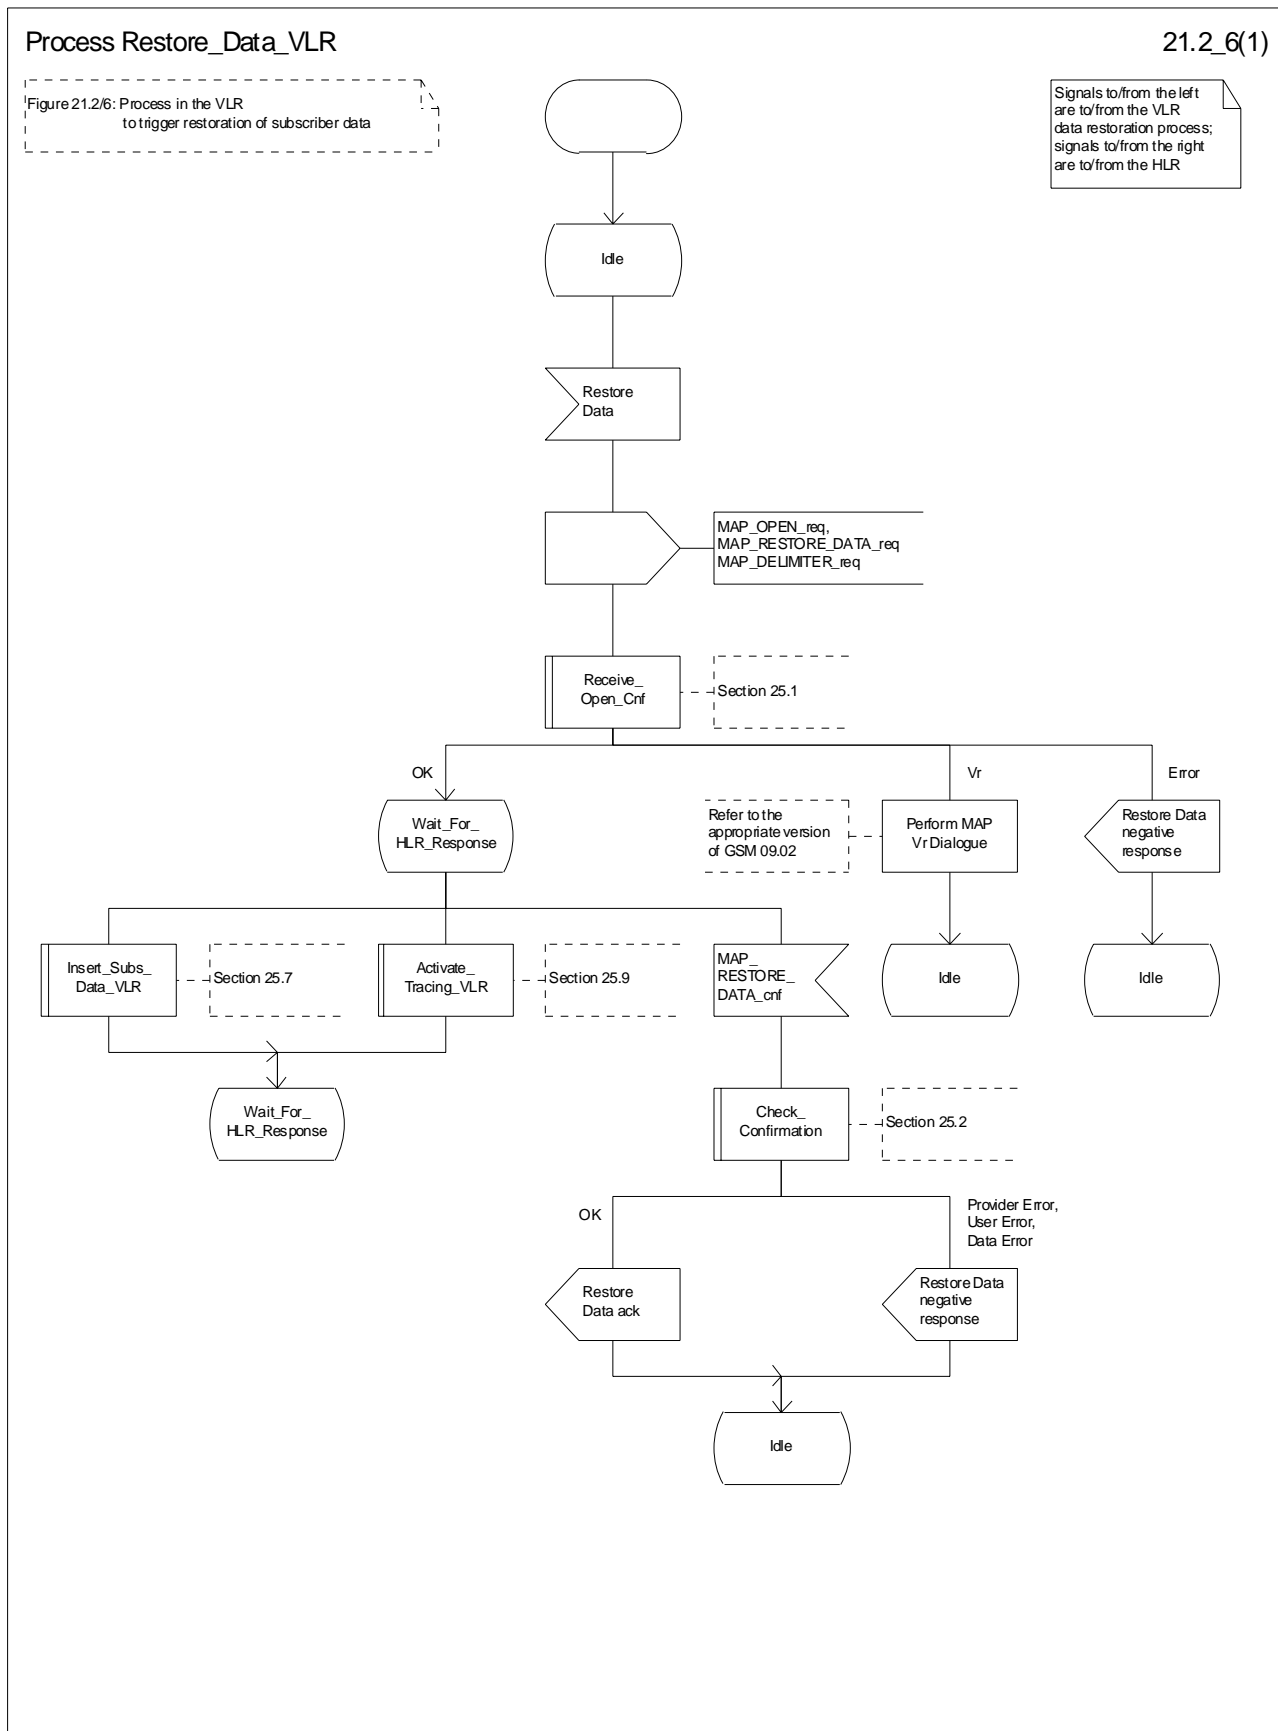 Process Restore_Data_VLR
21.2_6(1)
Figure 21.2/6: Process in the VLR
to trigger restoration of subscriber data
Signals to/from the left
are to/from the VLR
data restoration process;
signals to/from the right
are to/from the HLR
Idle
Restore
Data
MAP_OPEN_req,
MAP_RESTORE_DATA_req
MAP_DELIMITER_req
Receive_
Open_Cnf
Section 25.1
OK
Vr
Error
Wait_For_
HLR_Response
Refer to the
appropriate version
of GSM 09.02
Perform MAP
Vr Dialogue
Restore Data
negative
response
Insert_Subs_
Data_VLR
Section 25.7
Activate_
Tracing_VLR
Section 25.9
MAP_
RESTORE_
DATA_cnf
Idle
Idle
Wait_For_
HLR_Response
Check_
Confirmation
Section 25.2
OK
Provider Error,
User Error,
Data Error
Restore
Data ack
Restore Data
negative
response
Idle